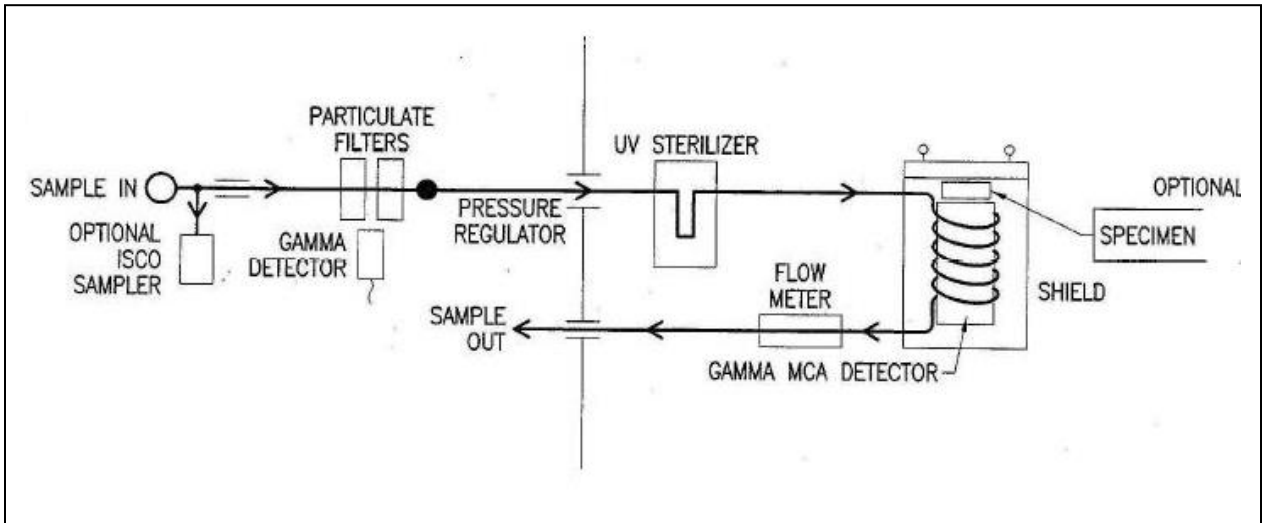 PARTICULATE
FILTERS
SAMPLE IN
OPTIONAL
ISCO
SAMPLER
GAMMA
DETECTOR
PRESSURE
REGULATOR
UV STERILIZER
OPTIONAL
SPECIMEN
SHIELD
FLOW
METER
SAMPLE
OUT
GAMMA MCA DETECTOR